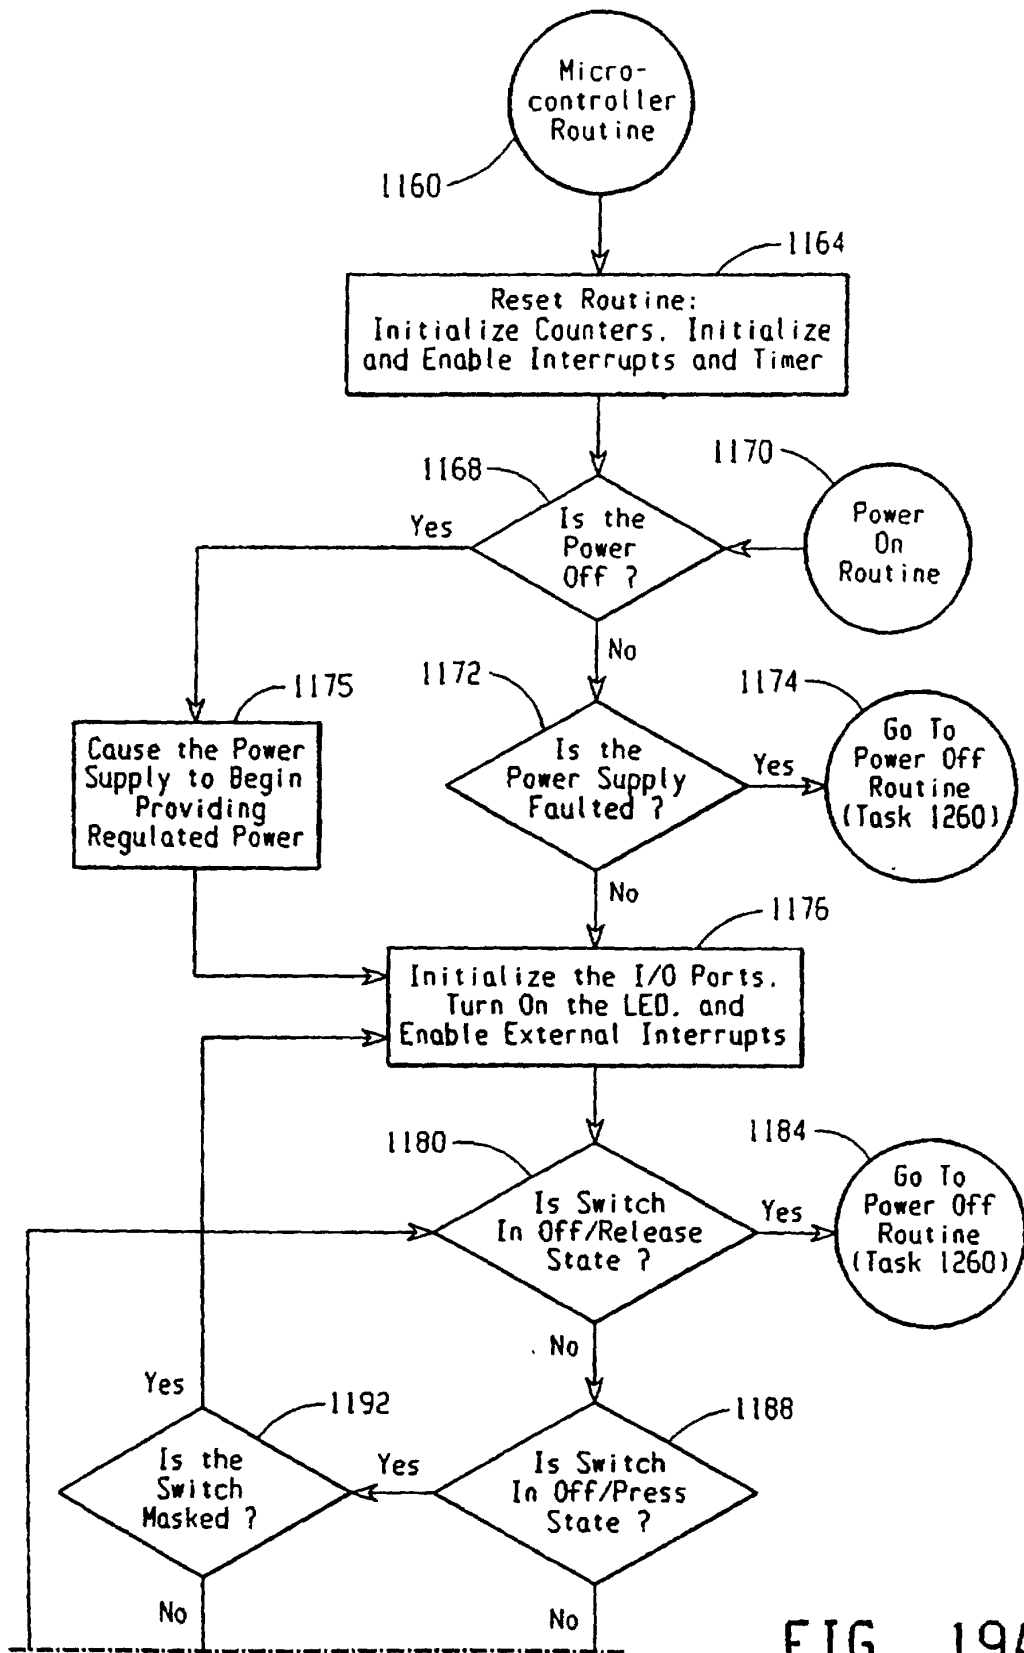 Micro-
controller
Routine
1160
1164
Reset Routine:
Initialize Counters. Initialize
and Enable Interrupts and Timer
1168
1170
Is the
Power
Off ?
Yes
Power
On
Routine
No
1175
1172
1174
Cause the Power
Supply to Begin
Providing
Regulated Power
Is the
Power Supply
Faulted ?
Yes
Go To
Power Off
Routine
(Task 1260)
No
1176
Initialize the I/O Ports.
Turn On the LED. and
Enable External Interrupts
1180
1184
Is Switch
In Off/Release
State ?
Yes
Go To
Power Off
Routine
(Task 1260)
No
Yes
1192
1188
Is the
Switch
Masked ?
Yes
Is Switch
In Off/Press
State ?
No
No
FIG. 19A